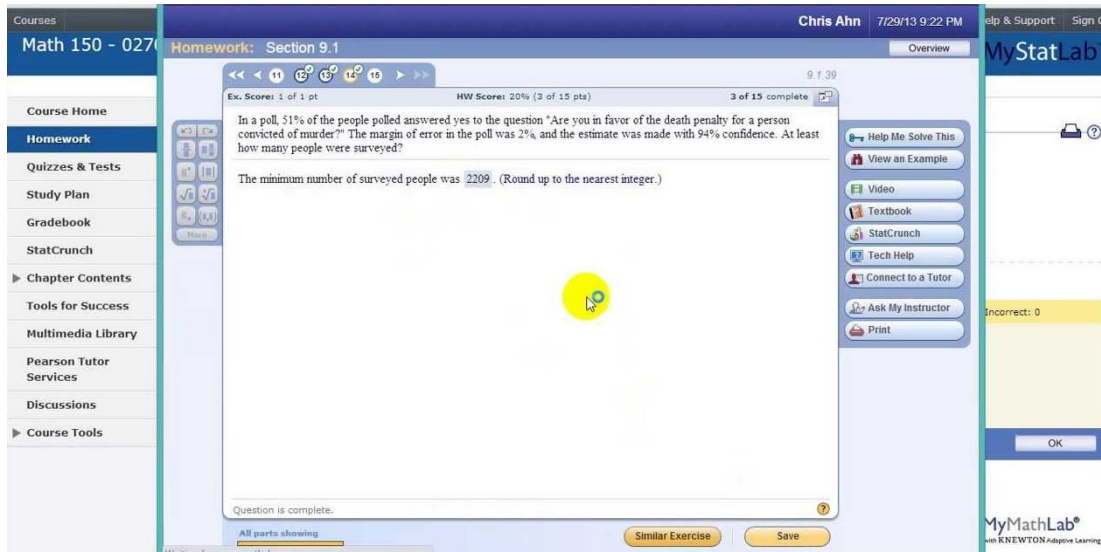 Courses
Chris Ahn 7/29/13 9:22 PM
elp & Support Sign
Math 150 - 027
Homework: Section 9.1
Overview
MyStatLab
<< < 11 12 13 14 15 > >>
9.1.39
Ex. Score: 1 of 1 pt
HW Score: 20% (3 of 15 pts)
3 of 15 complete
In a poll, 51% of the people polled answered yes to the question "Are you in favor of the death penalty for a person
convicted of murder?" The margin of error in the poll was 2%, and the estimate was made with 94% confidence. At least
how many people were surveyed?
The minimum number of surveyed people was 2209. (Round up to the nearest integer.)
More
Course Home
Homework
Quizzes & Tests
Study Plan
Gradebook
StatCrunch
Chapter Contents
Tools for Success
Multimedia Library
Pearson Tutor
Services
Discussions
Course Tools
Help Me Solve This
View an Example
Video
Textbook
StatCrunch
Tech Help
Connect to a Tutor
Ask My Instructor
Print
Incorrect: 0
OK
Question is complete.
All parts showing
Similar Exercise
Save
MyMathLab®
with KNEWTON Adaptive Learning